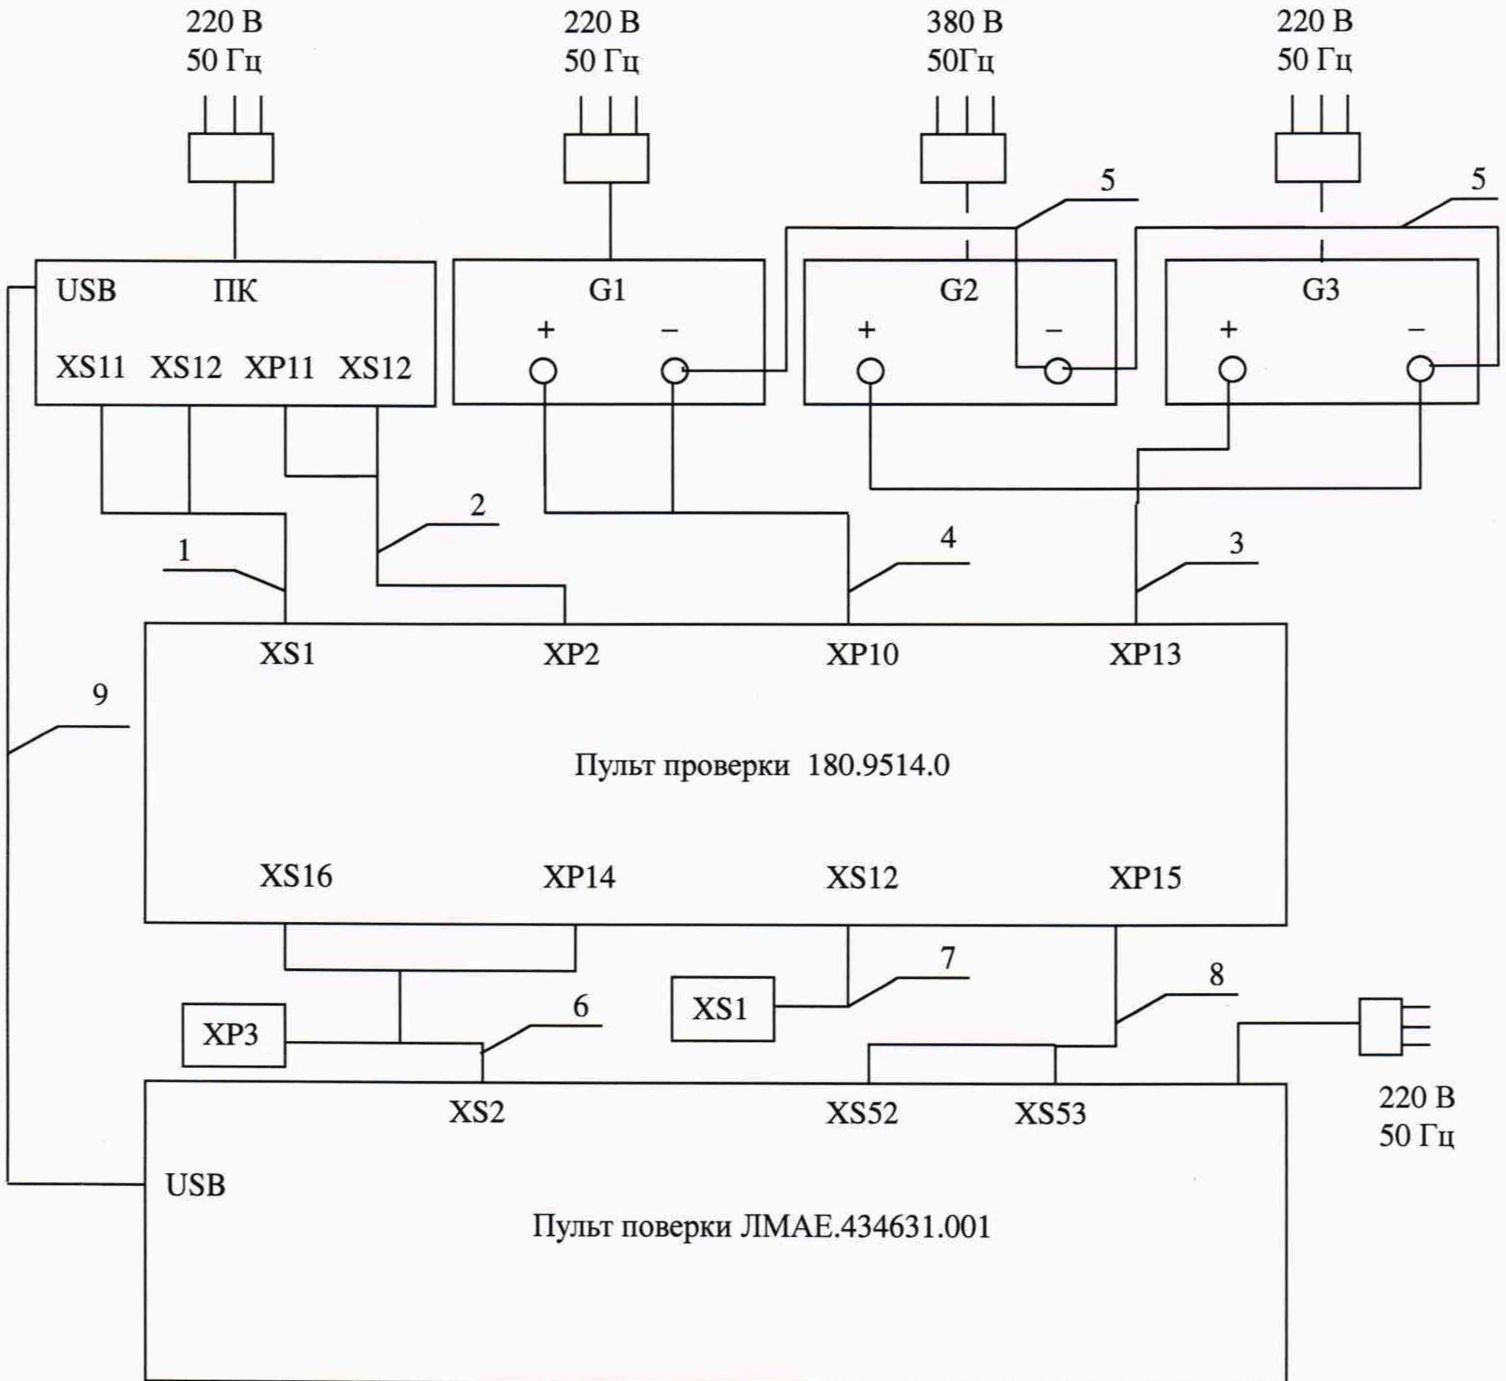 220 В 220 В 380 В 220 В
50 Гц 50 Гц 50Гц 50 Гц
5 5
USB ПК G1 G2 G3
+ − + − + −
XS11 XS12 XP11 XS12
2
1 4 3
XS1 XP2 XP10 XP13
9
Пульт проверки 180.9514.0
XS16 XP14 XS12 XP15
7
8
6
XS1
XP3
XS2 XS52 XS53
220 В
50 Гц
USB
Пульт поверки ЛМАЕ.434631.001